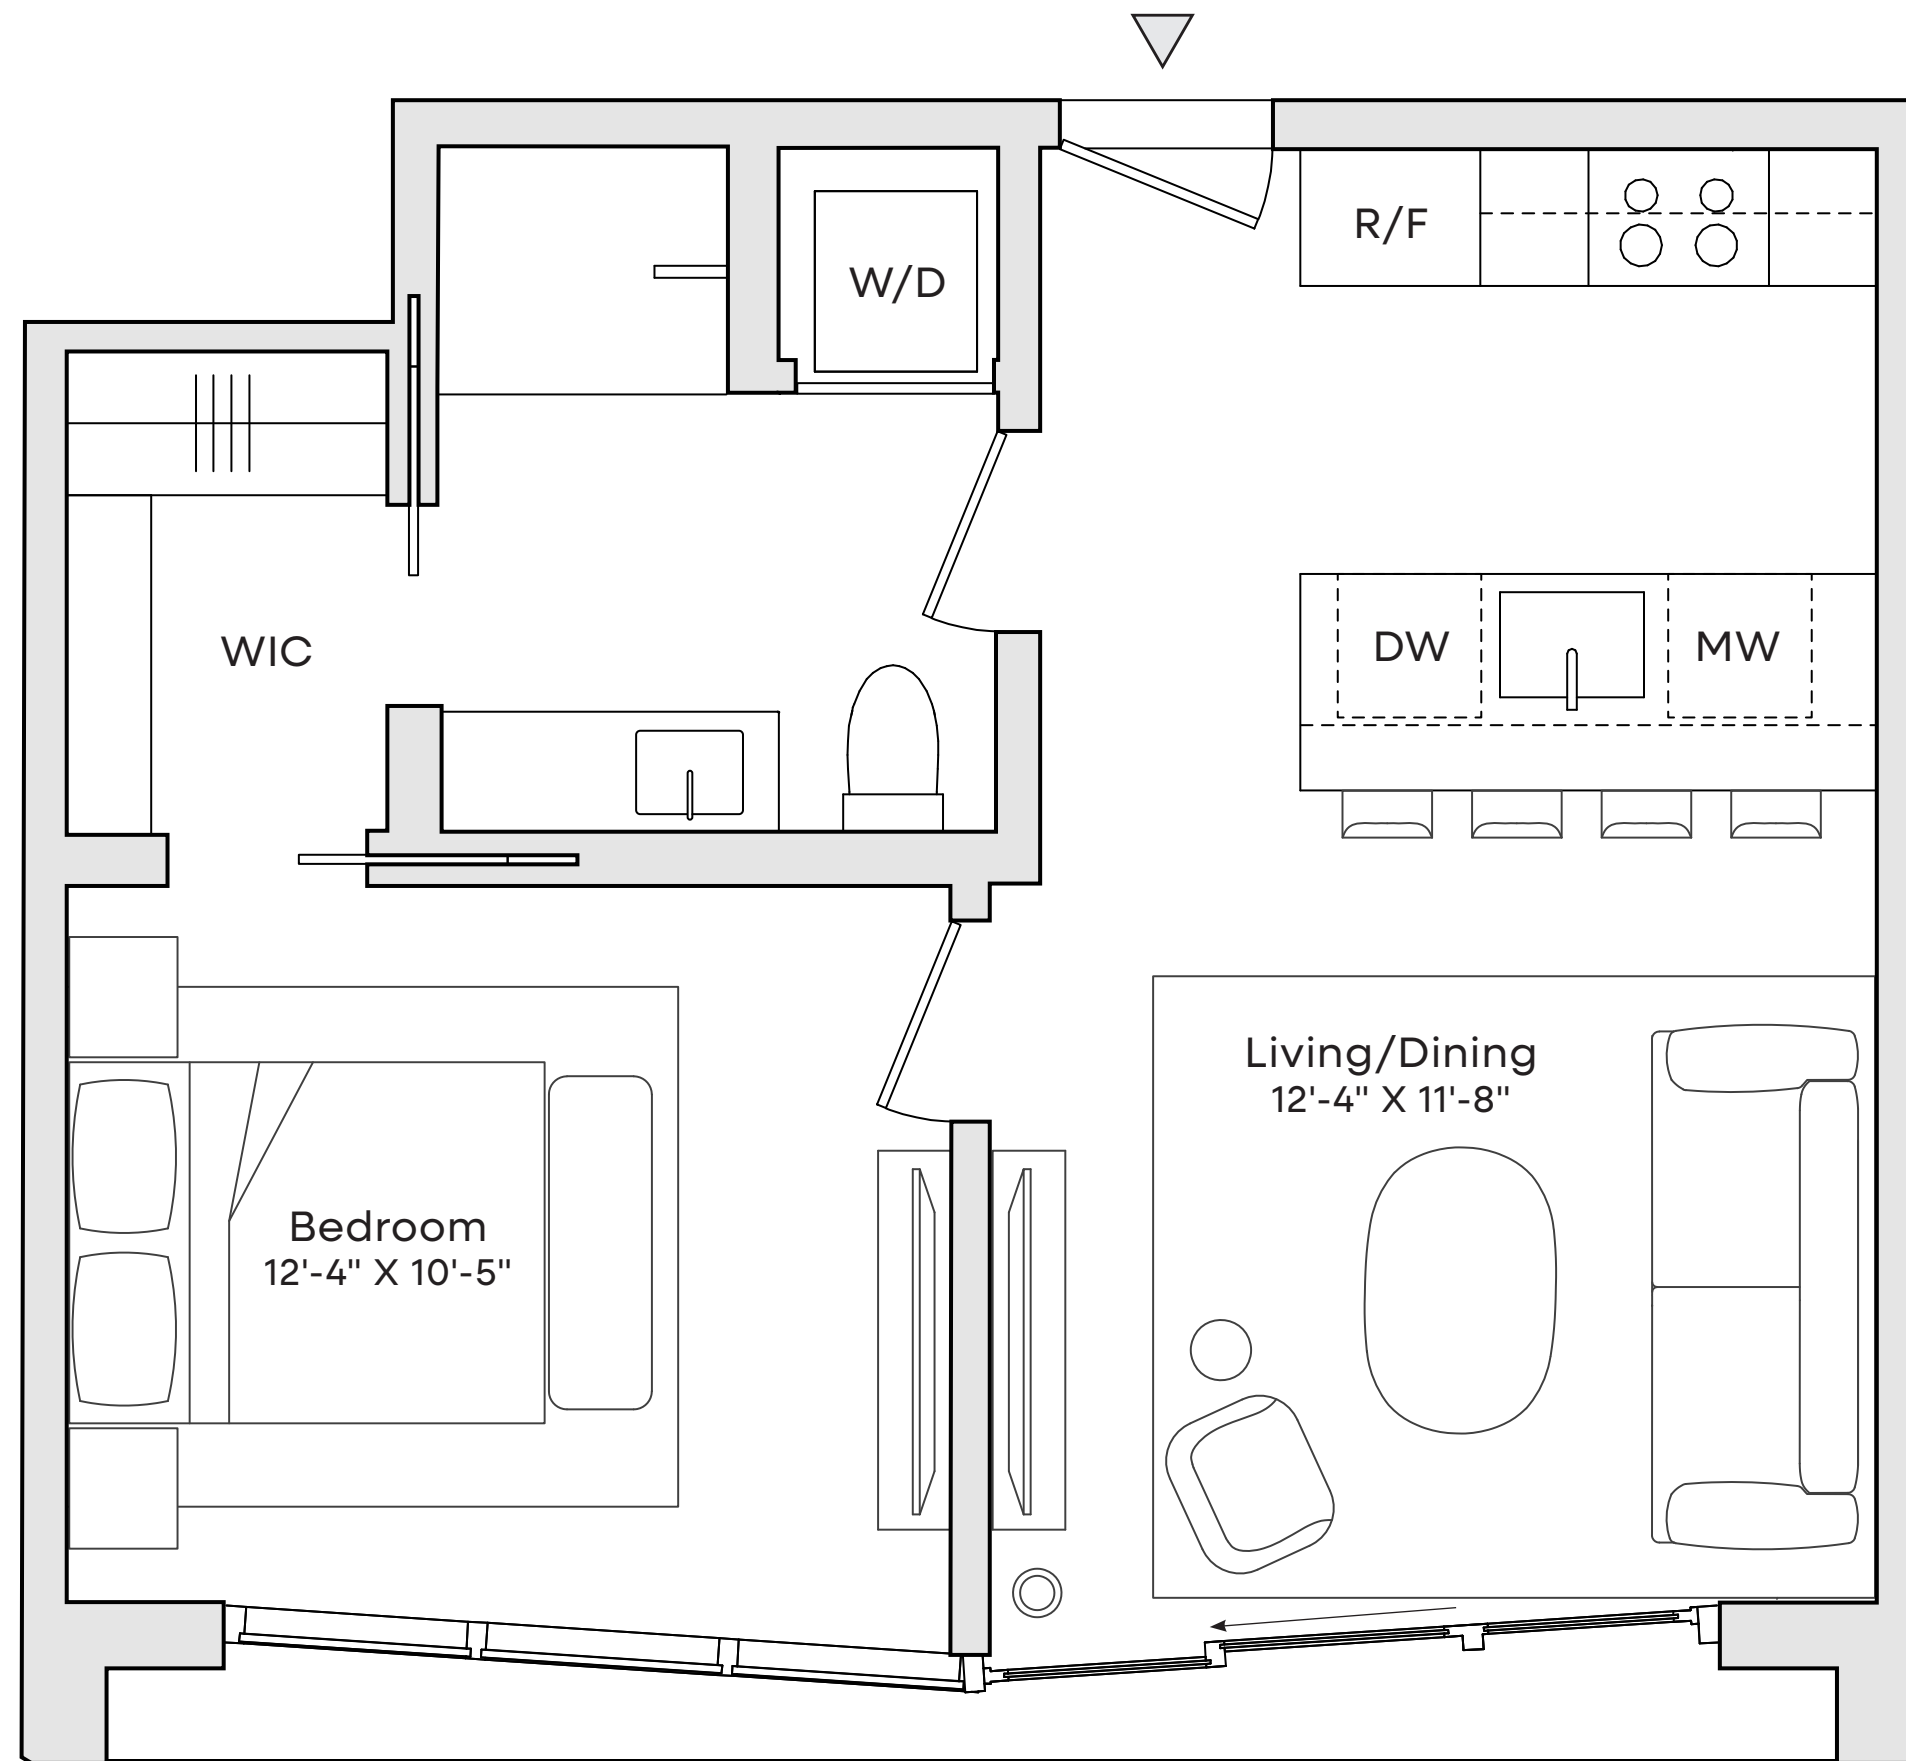 R/F
W/D
DW
MW
WIC
Living/Dining
12'-4" X 11'-8"
Bedroom
12'-4" X 10'-5"